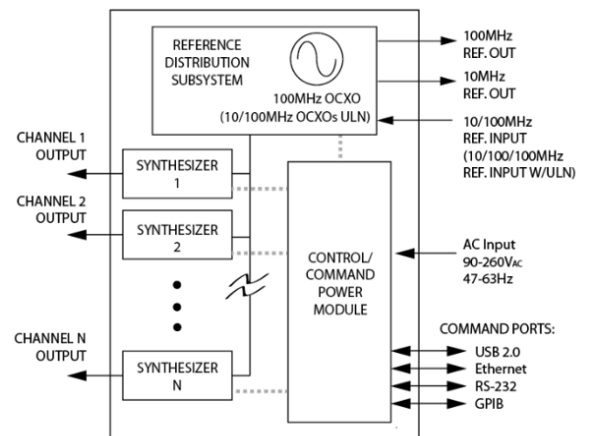 REFERENCE
DISTRIBUTION
SUBSYSTEM
100MHz OCXO
(10/100MHz OCXOs ULN)
100MHz
REF. OUT
10MHz
REF. OUT
10/100MHz
REF. INPUT
(10/100/100MHz
REF. INPUT W/ULN)
CHANNEL 1
OUTPUT
SYNTHESIZER
1
CHANNEL 2
OUTPUT
SYNTHESIZER
2
CHANNEL N
OUTPUT
SYNTHESIZER
N
CONTROL/
COMMAND
POWER
MODULE
AC Input
90-260VAC
47-63Hz
COMMAND PORTS:
USB 2.0
Ethernet
RS-232
GPIB